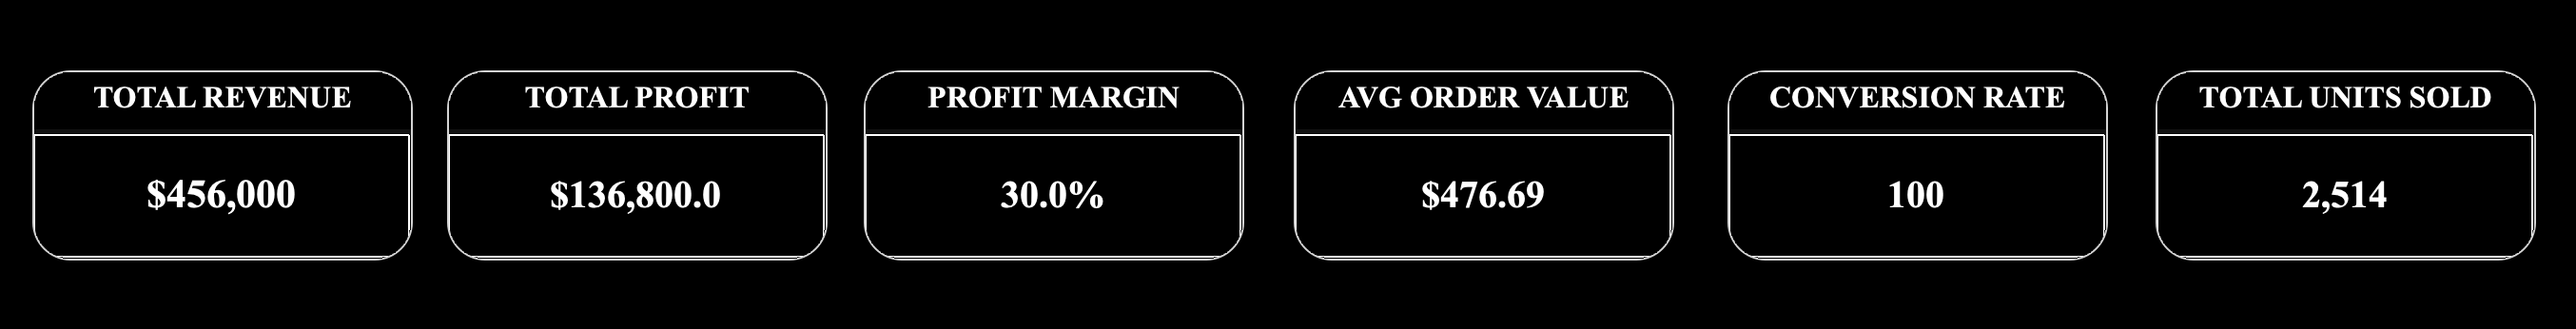 TOTAL REVENUE
$456,000
TOTAL PROFIT
$136,800.0
PROFIT MARGIN
30.0%
AVG ORDER VALUE
$476.69
CONVERSION RATE
100
TOTAL UNITS SOLD
2,514